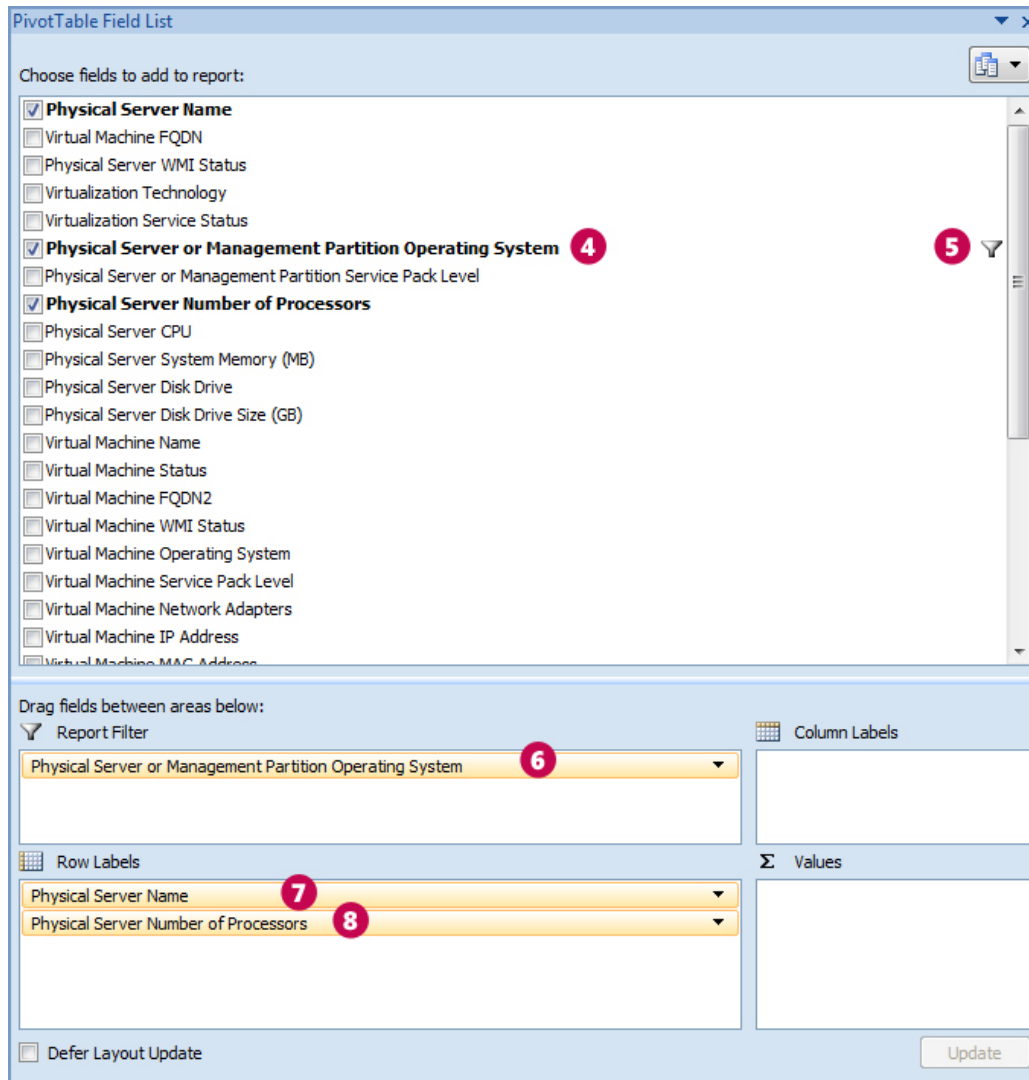 PivotTable Field List
Choose fields to add to report:
Physical Server Name
Virtual Machine FQDN
Physical Server WMI Status
Virtualization Technology
Virtualization Service Status
Physical Server or Management Partition Operating System 4 5
Physical Server or Management Partition Service Pack Level
Physical Server Number of Processors
Physical Server CPU
Physical Server System Memory (MB)
Physical Server Disk Drive
Physical Server Disk Drive Size (GB)
Virtual Machine Name
Virtual Machine Status
Virtual Machine FQDN2
Virtual Machine WMI Status
Virtual Machine Operating System
Virtual Machine Service Pack Level
Virtual Machine Network Adapters
Virtual Machine IP Address
Virtual Machine MAC Address
Drag fields between areas below:
Report Filter
Column Labels
Physical Server or Management Partition Operating System 6
Row Labels
Σ Values
Physical Server Name 7
Physical Server Number of Processors 8
Defer Layout Update
Update